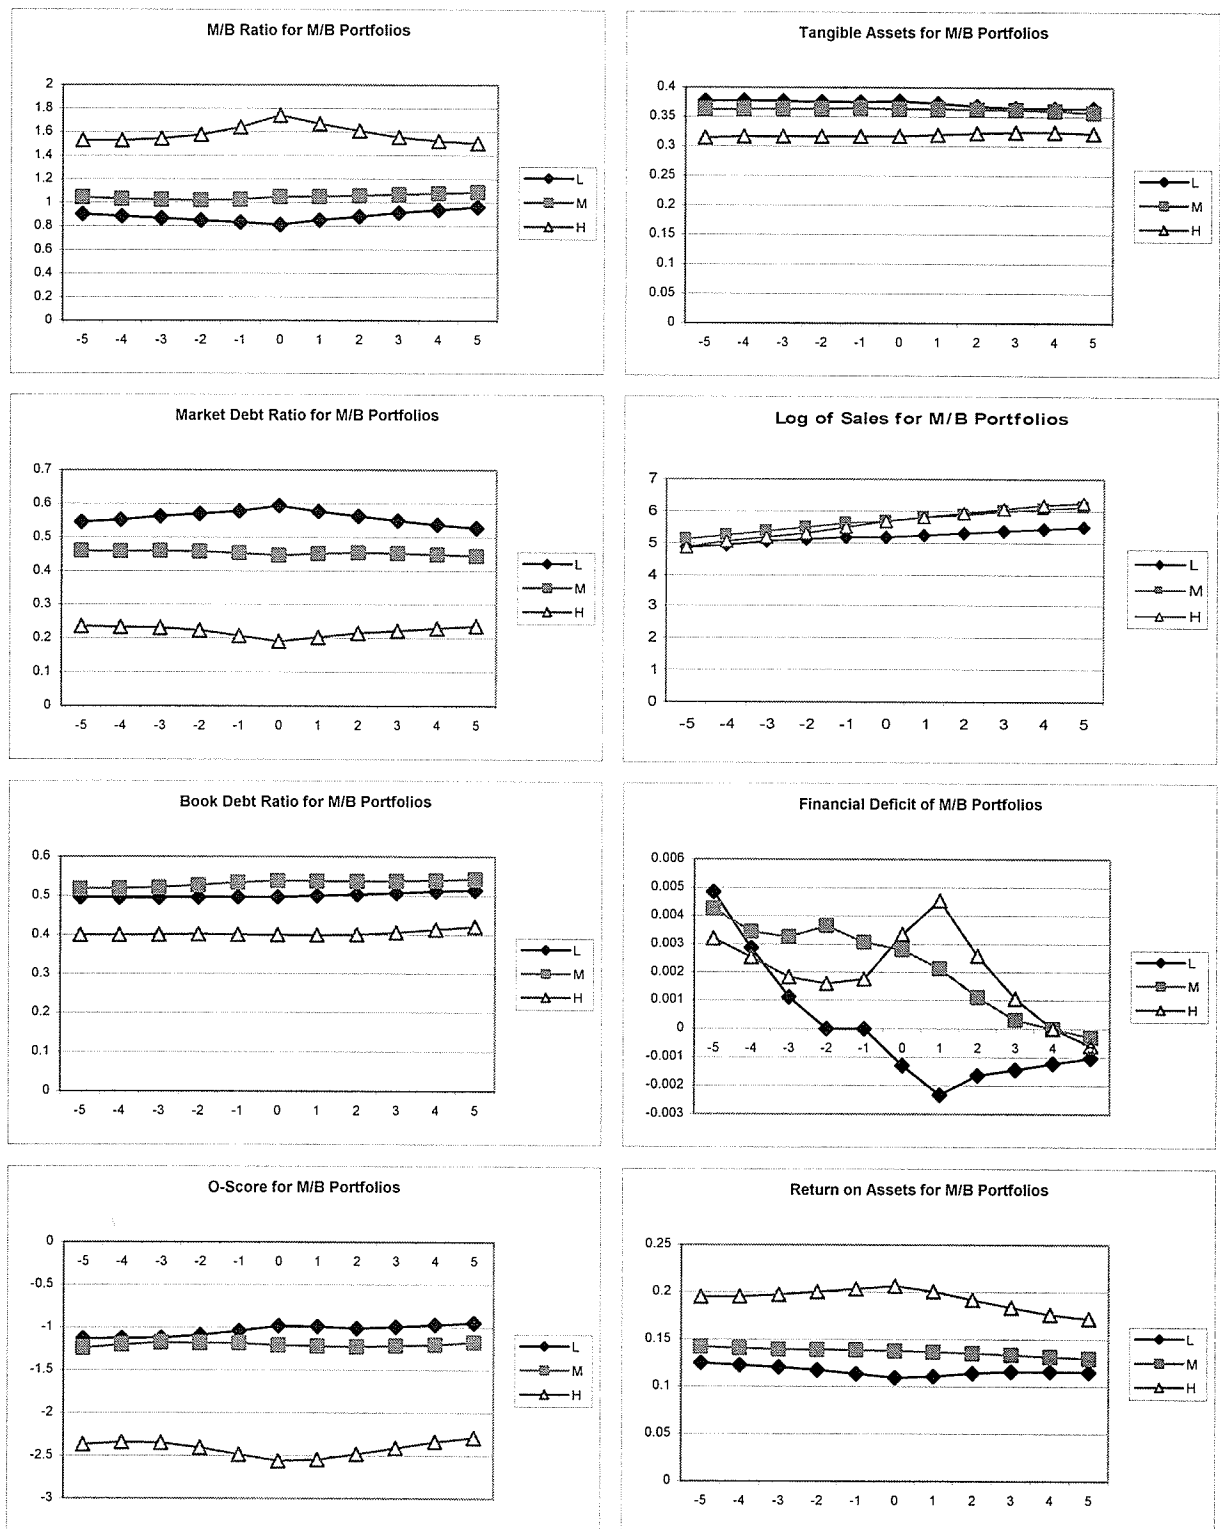 M/B Ratio for M/B Portfolios
2
1.8
1.6
1.4
1.2
1
0.8
0.6
0.4
0.2
0
-5 -4 -3 -2 -1 0 1 2 3 4 5
L
M
H
Tangible Assets for M/B Portfolios
0.4
0.35
0.3
0.25
0.2
0.15
0.1
0.05
0
-5 -4 -3 -2 -1 0 1 2 3 4 5
L
M
H
Market Debt Ratio for M/B Portfolios
0.7
0.6
0.5
0.4
0.3
0.2
0.1
0
-5 -4 -3 -2 -1 0 1 2 3 4 5
L
M
H
Log of Sales for M/B Portfolios
7
6
5
4
3
2
1
0
-5 -4 -3 -2 -1 0 1 2 3 4 5
L
M
H
Book Debt Ratio for M/B Portfolios
0.6
0.5
0.4
0.3
0.2
0.1
0
-5 -4 -3 -2 -1 0 1 2 3 4 5
L
M
H
Financial Deficit of M/B Portfolios
0.006
0.005
0.004
0.003
0.002
0.001
0
-0.001
-0.002
-0.003
-5 -4 -3 -2 -1 0 1 2 3 4 5
L
M
H
O-Score for M/B Portfolios
0
-0.5
-1
-1.5
-2
-2.5
-3
-5 -4 -3 -2 -1 0 1 2 3 4 5
L
M
H
Return on Assets for M/B Portfolios
0.25
0.2
0.15
0.1
0.05
0
-5 -4 -3 -2 -1 0 1 2 3 4 5
L
M
H